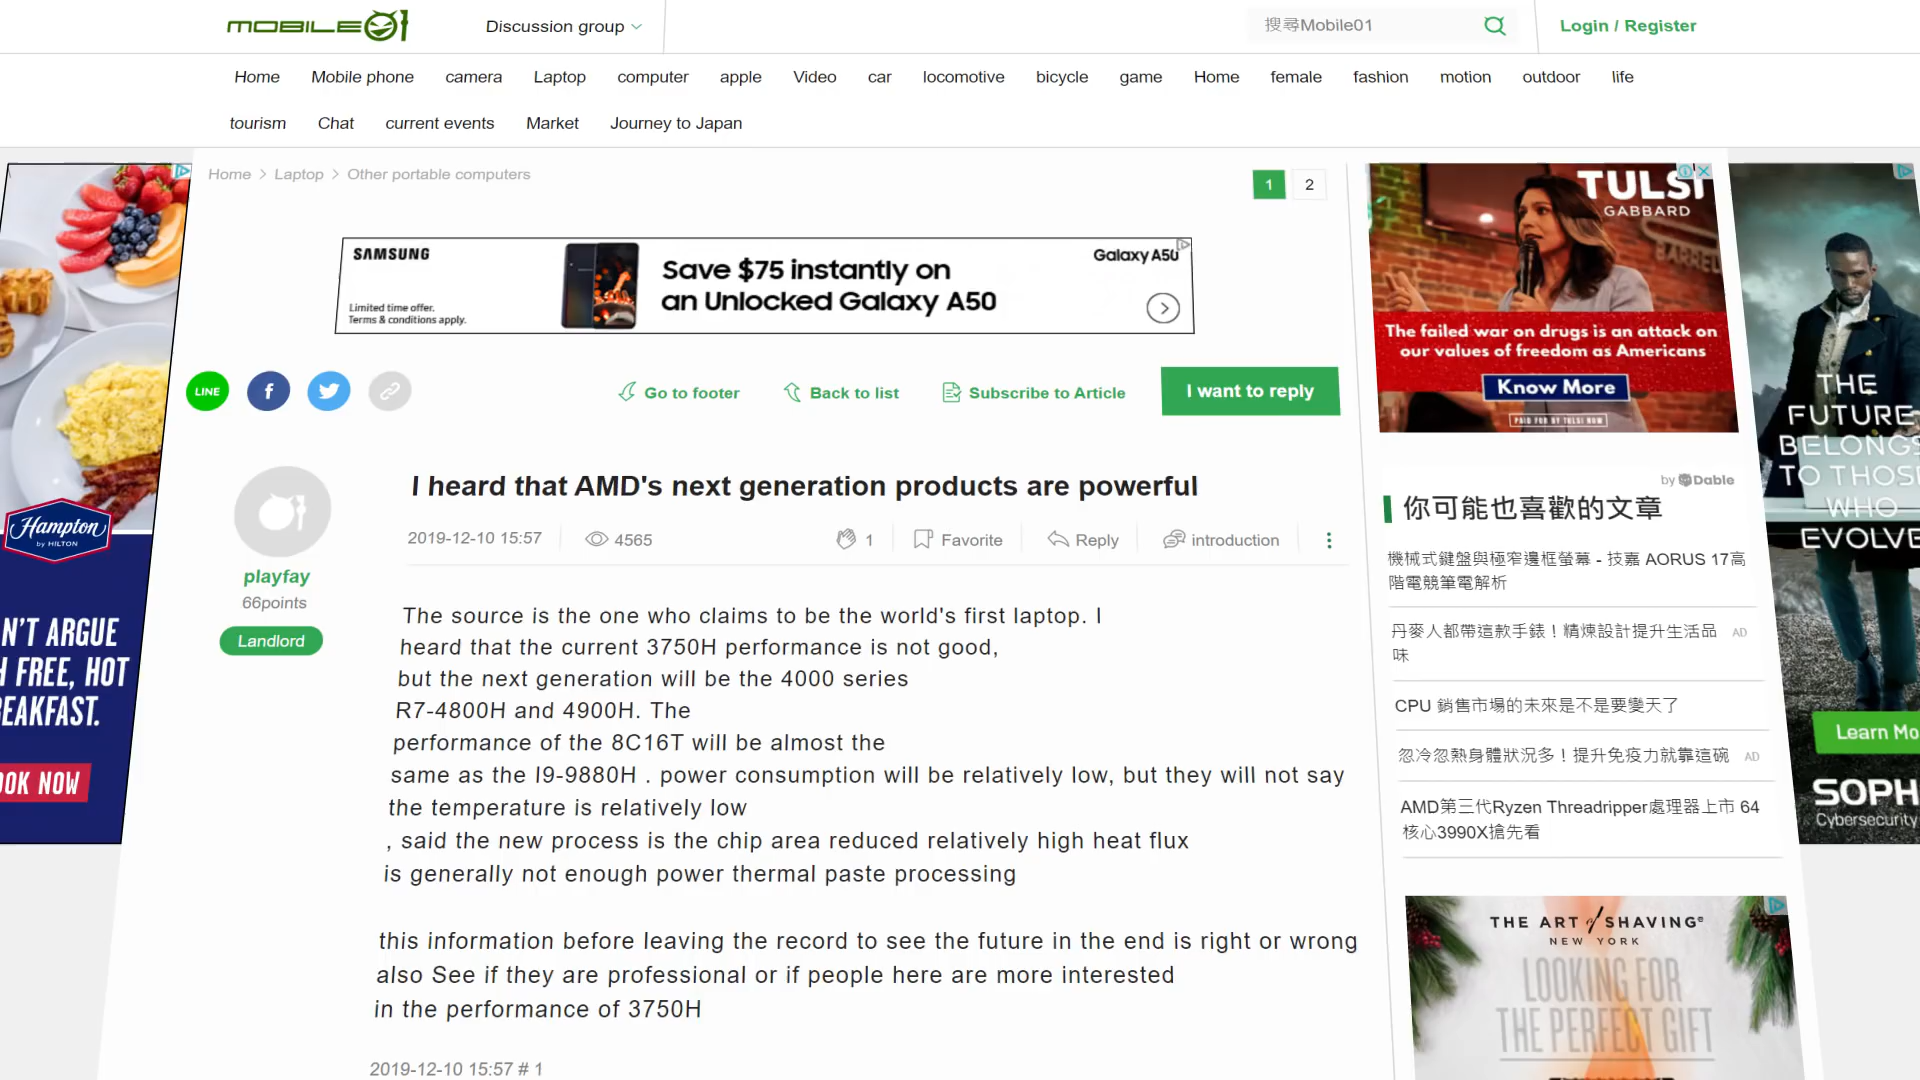 MOBILE01
Discussion group
搜尋Mobile01
Login / Register
Home Mobile phone camera Laptop computer apple Video car locomotive bicycle game Home female fashion motion outdoor life
tourism Chat current events Market Journey to Japan
Home > Laptop > Other portable computers
1 2
SAMSUNG
Limited time offer.
Terms & conditions apply.
Save $75 instantly on
an Unlocked Galaxy A50
Galaxy A50
LINE
Go to footer
Back to list
Subscribe to Article
I want to reply
playfay
66points
Landlord
I heard that AMD's next generation products are powerful
2019-12-10 15:57 4565 1 Favorite Reply introduction
The source is the one who claims to be the world's first laptop. I
heard that the current 3750H performance is not good,
but the next generation will be the 4000 series
R7-4800H and 4900H. The
performance of the 8C16T will be almost the
same as the I9-9880H . power consumption will be relatively low, but they will not say
the temperature is relatively low
, said the new process is the chip area reduced relatively high heat flux
is generally not enough power thermal paste processing
this information before leaving the record to see the future in the end is right or wrong
also See if they are professional or if people here are more interested
in the performance of 3750H
2019-12-10 15:57 # 1
Hampton
by HILTON
N'T ARGUE
H FREE, HOT
EAKFAST.
OOK NOW
TULSI
GABBARD
BARREL
The failed war on drugs is an attack on
our values of freedom as Americans
Know More
PAID FOR BY TULSI NOW
by Dable
你可能也喜歡的文章
機械式鍵盤與極窄邊框螢幕 - 技嘉 AORUS 17高
階電競筆電解析
丹麥人都帶這款手錶！精煉設計提升生活品 AD
味
CPU 銷售市場的未來是不是要變天了
忽冷忽熱身體狀況多！提升免疫力就靠這碗 AD
AMD第三代Ryzen Threadripper處理器上市 64
核心3990X搶先看
THE ART of SHAVING®
NEW YORK
LOOKING FOR
THE PERFECT GIFT
THE
FUTURE
BELONGS
TO THOSE
WHO
EVOLVE
Learn Mo
SOPH
Cybersecurity